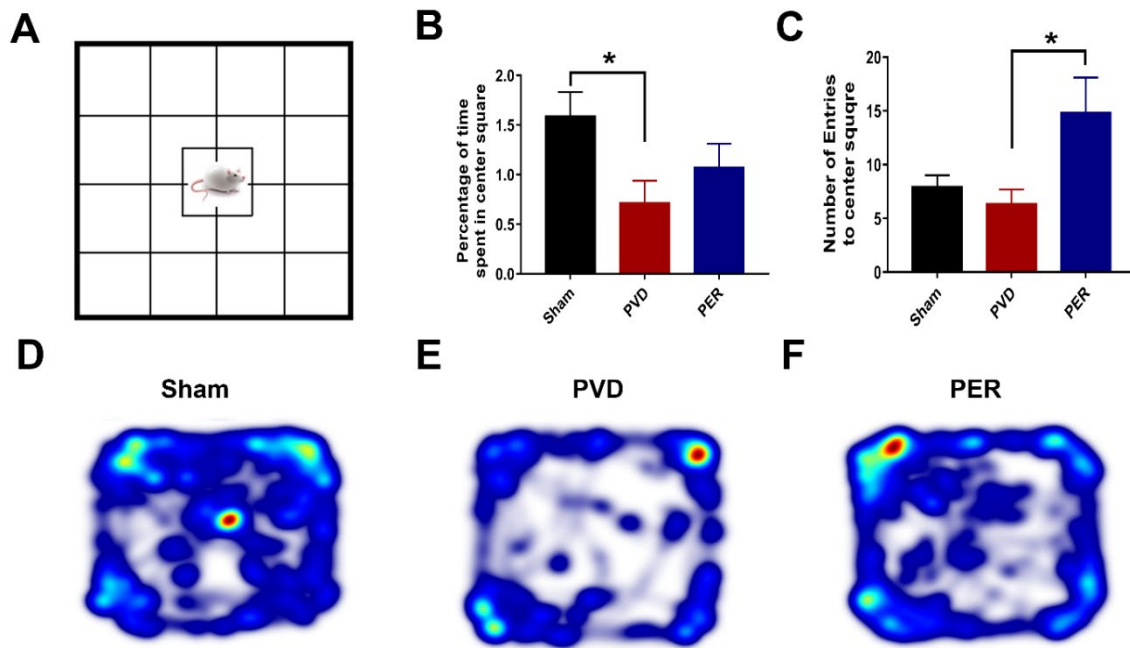 A
B
Percentage of time
spent in center square
2.0
1.5
1.0
0.5
0.0
*
Sham
PVD
PER
C
Number of Entries
to center suqqre
20
15
10
5
0
*
Sham
PVD
PER
D
Sham
E
PVD
F
PER